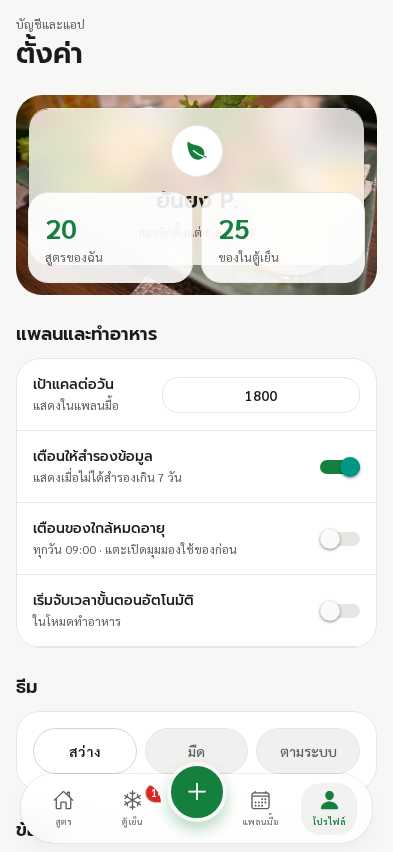 บัญชีและแอป
ตั้งค่า
P.
20
สูตรของฉัน
25
ของในตู้เย็น
แพลนและทำอาหาร
เป้าแคลต่อวัน
แสดงในแพลนมื้อ
1800
เตือนให้สำรองข้อมูล
แสดงเมื่อไม่ได้สำรองเกิน 7 วัน
เตือนของใกล้หมดอายุ
ทุกวัน 09:00 · แตะเปิดมุมมองใช้ของก่อน
เริ่มจับเวลาขั้นตอนอัตโนมัติ
ในโหมดทำอาหาร
ธีม
สว่าง
มืด
ตามระบบ
สูตร
ตู้เย็น
แพลนมื้อ
โปรไฟล์